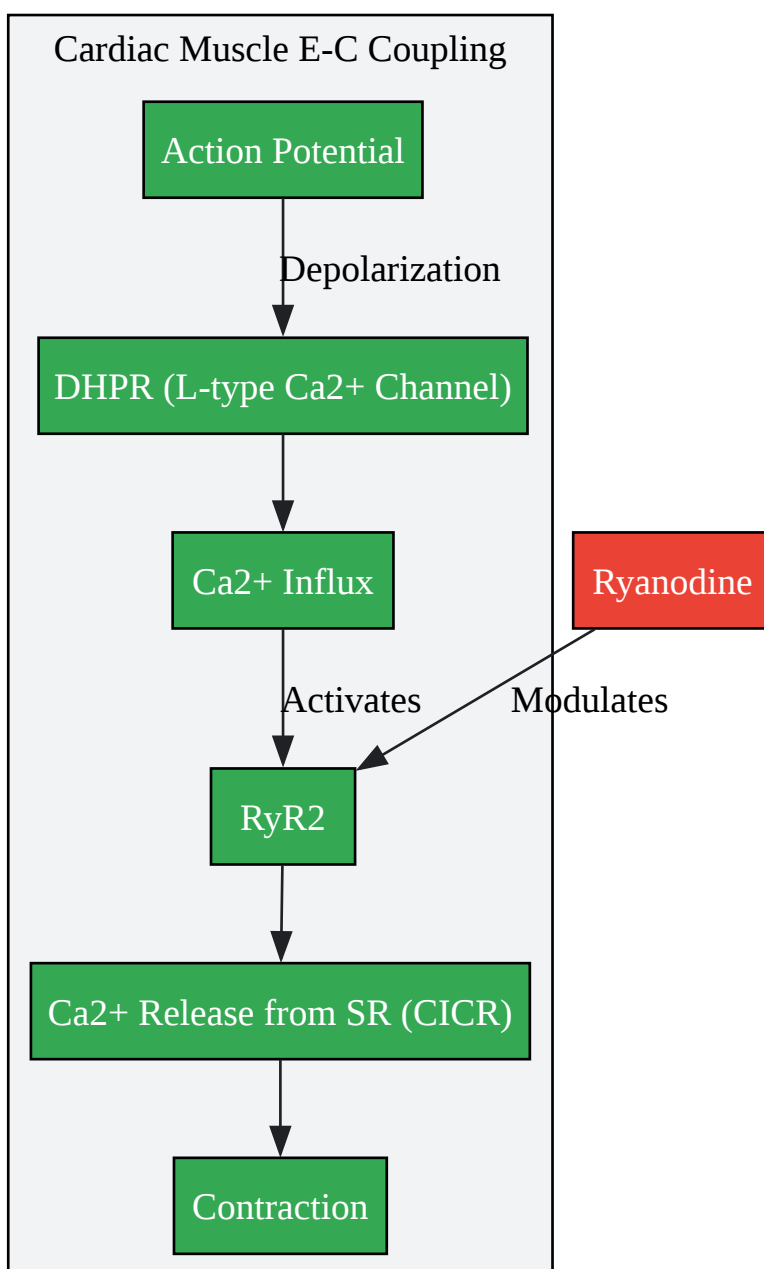 Cardiac Muscle E-C Coupling
Action Potential
Depolarization
DHPR (L-type Ca2+ Channel)
Ca2+ Influx
Ryanodine
Activates
Modulates
RyR2
Ca2+ Release from SR (CICR)
Contraction